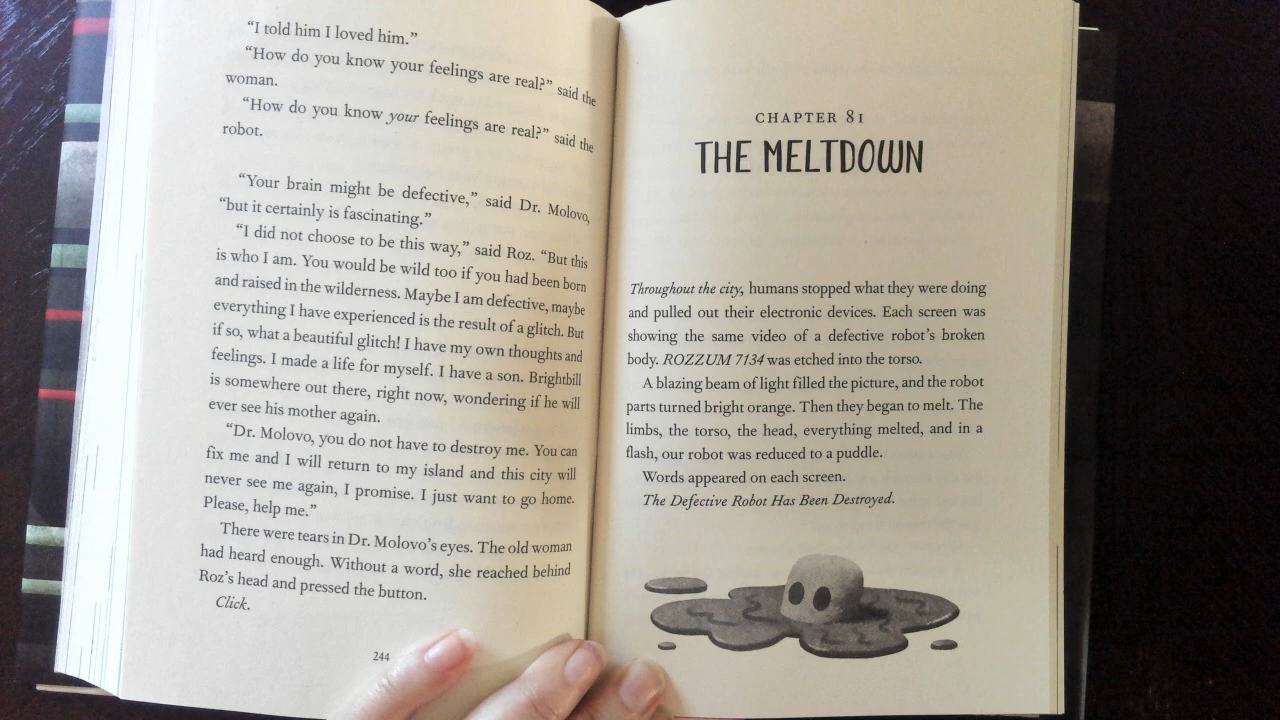 “I told him I loved him.”
“How do you know your feelings are real?” said the
woman.
“How do you know your feelings are real?” said the
robot.
“Your brain might be defective,” said Dr. Molovo,
“but it certainly is fascinating.”
“I did not choose to be this way,” said Roz. “But this
is who I am. You would be wild too if you had been born
and raised in the wilderness. Maybe I am defective, maybe
everything I have experienced is the result of a glitch. But
if so, what a beautiful glitch! I have my own thoughts and
feelings. I made a life for myself. I have a son. Brightbill
is somewhere out there, right now, wondering if he will
ever see his mother again.
“Dr. Molovo, you do not have to destroy me. You can
fix me and I will return to my island and this city will
never see me again, I promise. I just want to go home.
Please, help me.”
There were tears in Dr. Molovo’s eyes. The old woman
had heard enough. Without a word, she reached behind
Roz’s head and pressed the button.
Click.
244
CHAPTER 81
THE MELTDOWN
Throughout the city, humans stopped what they were doing
and pulled out their electronic devices. Each screen was
showing the same video of a defective robot’s broken
body. ROZZUM 7134 was etched into the torso.
A blazing beam of light filled the picture, and the robot
parts turned bright orange. Then they began to melt. The
limbs, the torso, the head, everything melted, and in a
flash, our robot was reduced to a puddle.
Words appeared on each screen.
The Defective Robot Has Been Destroyed.